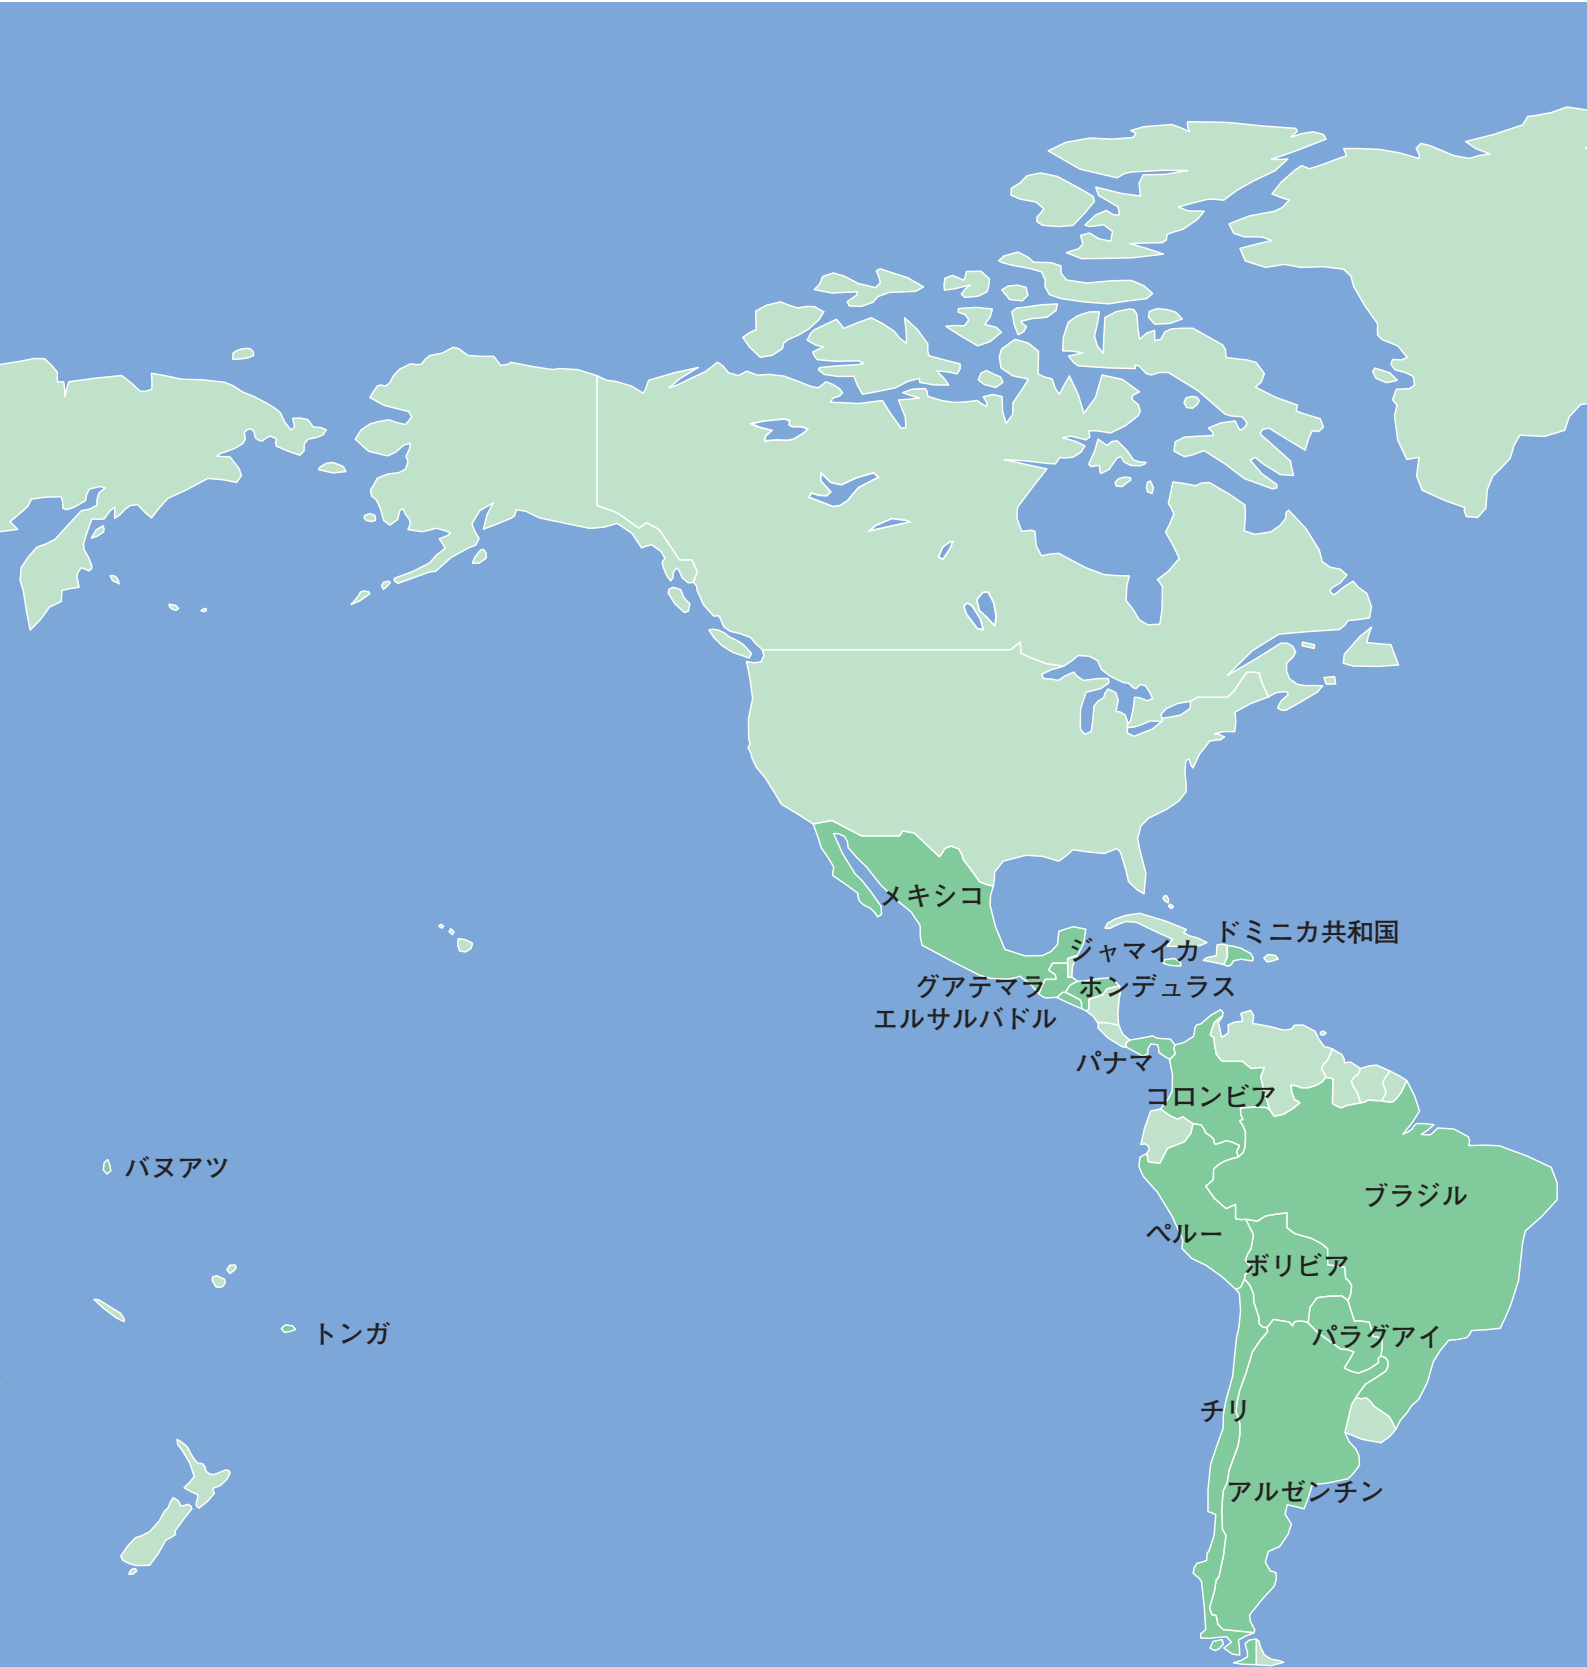 メキシコ
ドミニカ共和国
ジャマイカ
グアテマラ
ホンデュラス
エルサルバドル
パナマ
コロンビア
バヌアツ
ブラジル
ペルー
ボリビア
トンガ
パラグアイ
チリ
アルゼンチン